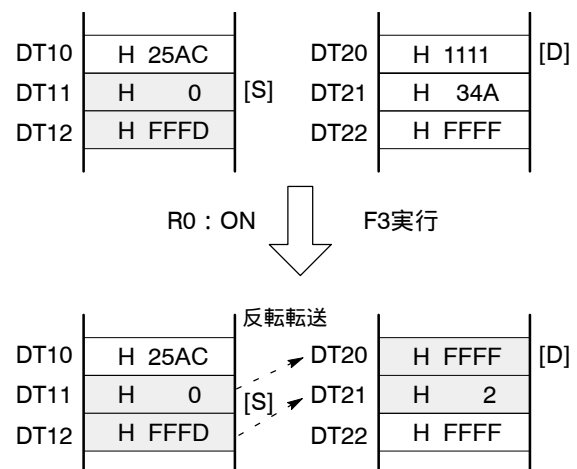 DT10 H 25AC DT20 H 1111 [D]
DT11 H 0 [S] DT21 H 34A
DT12 H FFFD DT22 H FFFF
R0：ON F3実行
反転転送
DT10 H 25AC DT20 H FFFF [D]
DT11 H 0 [S] DT21 H 2
DT12 H FFFD DT22 H FFFF